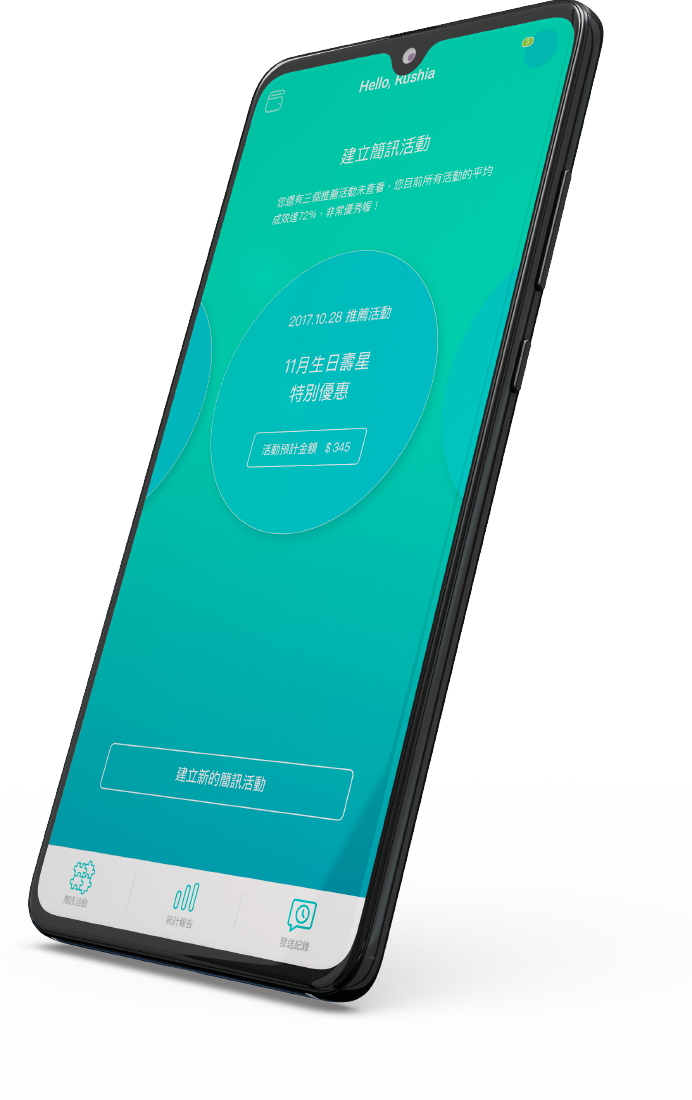 Hello, Rushia
建立簡訊活動
您還有三個推薦活動未查看，您目前所有活動的平均
成效達72%，非常優秀喔！
2017.10.28 推薦活動
11月生日壽星
特別優惠
活動預計金額 $ 345
建立新的簡訊活動
簡訊活動
統計報告
發送記錄